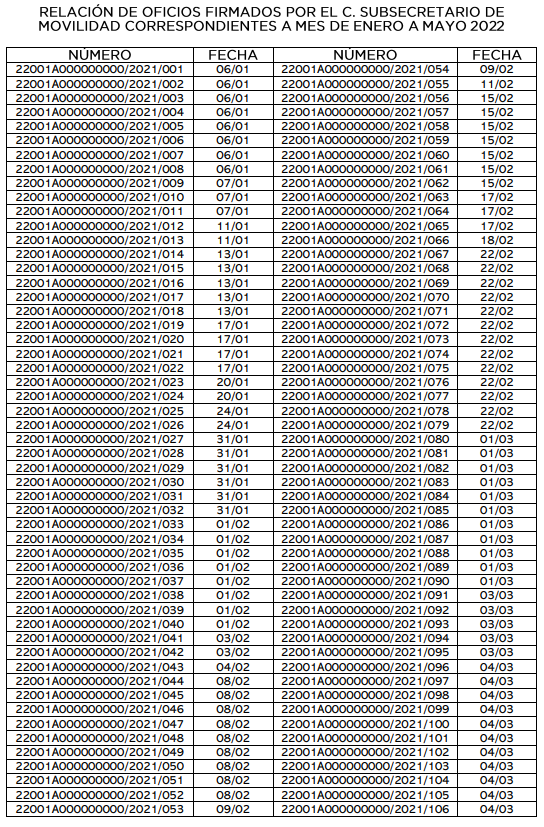 RELACIÓN DE OFICIOS FIRMADOS POR EL C. SUBSECRETARIO DE
MOVILIDAD CORRESPONDIENTES A MES DE ENERO A MAYO 2022
NÚMERO FECHA NÚMERO FECHA
22001A000000000/2021/001 06/01 22001A000000000/2021/054 09/02
22001A000000000/2021/002 06/01 22001A000000000/2021/055 11/02
22001A000000000/2021/003 06/01 22001A000000000/2021/056 15/02
22001A000000000/2021/004 06/01 22001A000000000/2021/057 15/02
22001A000000000/2021/005 06/01 22001A000000000/2021/058 15/02
22001A000000000/2021/006 06/01 22001A000000000/2021/059 15/02
22001A000000000/2021/007 06/01 22001A000000000/2021/060 15/02
22001A000000000/2021/008 06/01 22001A000000000/2021/061 15/02
22001A000000000/2021/009 07/01 22001A000000000/2021/062 15/02
22001A000000000/2021/010 07/01 22001A000000000/2021/063 17/02
22001A000000000/2021/011 07/01 22001A000000000/2021/064 17/02
22001A000000000/2021/012 11/01 22001A000000000/2021/065 17/02
22001A000000000/2021/013 11/01 22001A000000000/2021/066 18/02
22001A000000000/2021/014 13/01 22001A000000000/2021/067 22/02
22001A000000000/2021/015 13/01 22001A000000000/2021/068 22/02
22001A000000000/2021/016 13/01 22001A000000000/2021/069 22/02
22001A000000000/2021/017 13/01 22001A000000000/2021/070 22/02
22001A000000000/2021/018 13/01 22001A000000000/2021/071 22/02
22001A000000000/2021/019 17/01 22001A000000000/2021/072 22/02
22001A000000000/2021/020 17/01 22001A000000000/2021/073 22/02
22001A000000000/2021/021 17/01 22001A000000000/2021/074 22/02
22001A000000000/2021/022 17/01 22001A000000000/2021/075 22/02
22001A000000000/2021/023 20/01 22001A000000000/2021/076 22/02
22001A000000000/2021/024 20/01 22001A000000000/2021/077 22/02
22001A000000000/2021/025 24/01 22001A000000000/2021/078 22/02
22001A000000000/2021/026 24/01 22001A000000000/2021/079 22/02
22001A000000000/2021/027 31/01 22001A000000000/2021/080 01/03
22001A000000000/2021/028 31/01 22001A000000000/2021/081 01/03
22001A000000000/2021/029 31/01 22001A000000000/2021/082 01/03
22001A000000000/2021/030 31/01 22001A000000000/2021/083 01/03
22001A000000000/2021/031 31/01 22001A000000000/2021/084 01/03
22001A000000000/2021/032 31/01 22001A000000000/2021/085 01/03
22001A000000000/2021/033 01/02 22001A000000000/2021/086 01/03
22001A000000000/2021/034 01/02 22001A000000000/2021/087 01/03
22001A000000000/2021/035 01/02 22001A000000000/2021/088 01/03
22001A000000000/2021/036 01/02 22001A000000000/2021/089 01/03
22001A000000000/2021/037 01/02 22001A000000000/2021/090 01/03
22001A000000000/2021/038 01/02 22001A000000000/2021/091 03/03
22001A000000000/2021/039 01/02 22001A000000000/2021/092 03/03
22001A000000000/2021/040 01/02 22001A000000000/2021/093 03/03
22001A000000000/2021/041 03/02 22001A000000000/2021/094 03/03
22001A000000000/2021/042 03/02 22001A000000000/2021/095 03/03
22001A000000000/2021/043 04/02 22001A000000000/2021/096 04/03
22001A000000000/2021/044 08/02 22001A000000000/2021/097 04/03
22001A000000000/2021/045 08/02 22001A000000000/2021/098 04/03
22001A000000000/2021/046 08/02 22001A000000000/2021/099 04/03
22001A000000000/2021/047 08/02 22001A000000000/2021/100 04/03
22001A000000000/2021/048 08/02 22001A000000000/2021/101 04/03
22001A000000000/2021/049 08/02 22001A000000000/2021/102 04/03
22001A000000000/2021/050 08/02 22001A000000000/2021/103 04/03
22001A000000000/2021/051 08/02 22001A000000000/2021/104 04/03
22001A000000000/2021/052 08/02 22001A000000000/2021/105 04/03
22001A000000000/2021/053 09/02 22001A000000000/2021/106 04/03